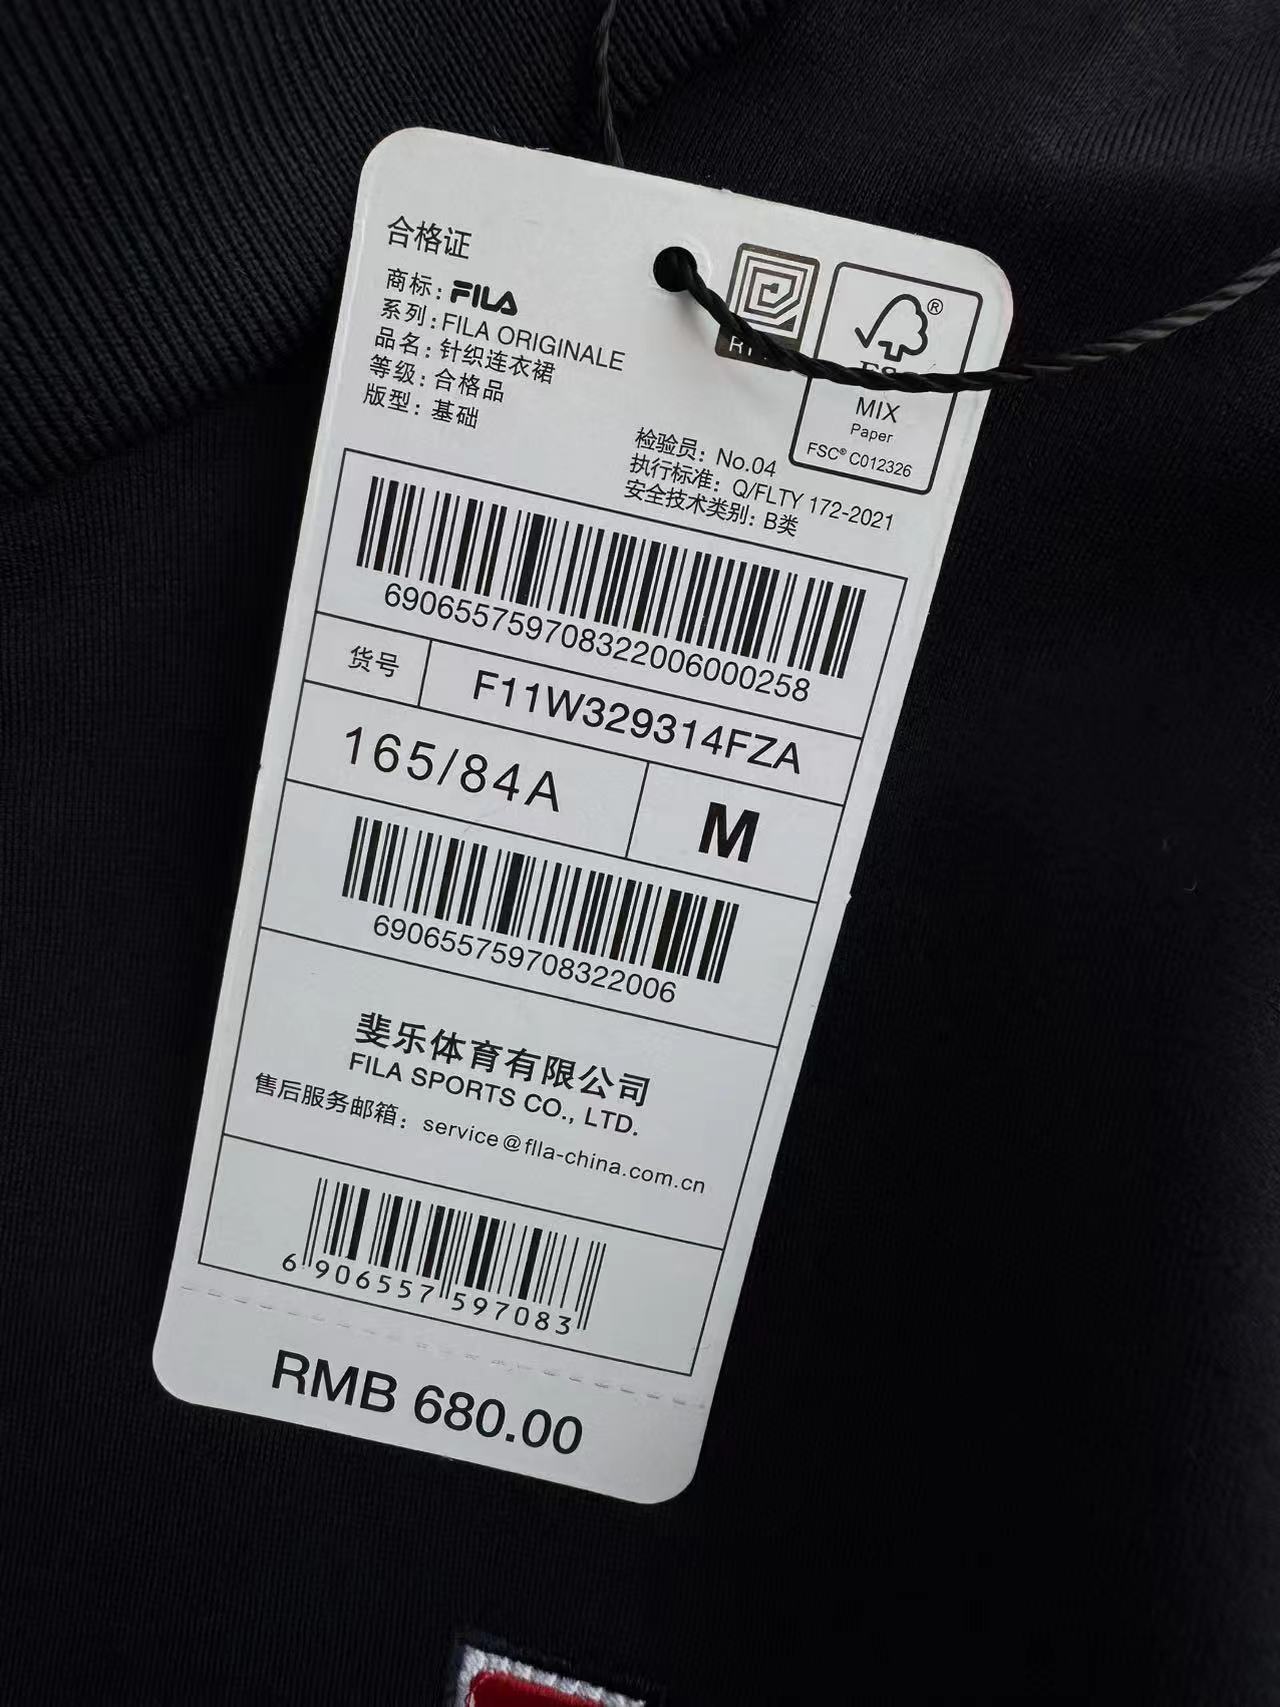 合格证
商标：FILA
系列：FILA ORIGINALE
品名：针织连衣裙
等级：合格品
版型：基础
®
MIX
Paper
FSC® C012326
检验员：No.04
执行标准：Q/FLTY 172-2021
安全技术类别：B类
690655759708322006000258
货号 F11W329314FZA
165/84A M
690655759708322006
斐乐体育有限公司
FILA SPORTS CO., LTD.
售后服务邮箱：service@flla-china.com.cn
6 906557 597083
RMB 680.00